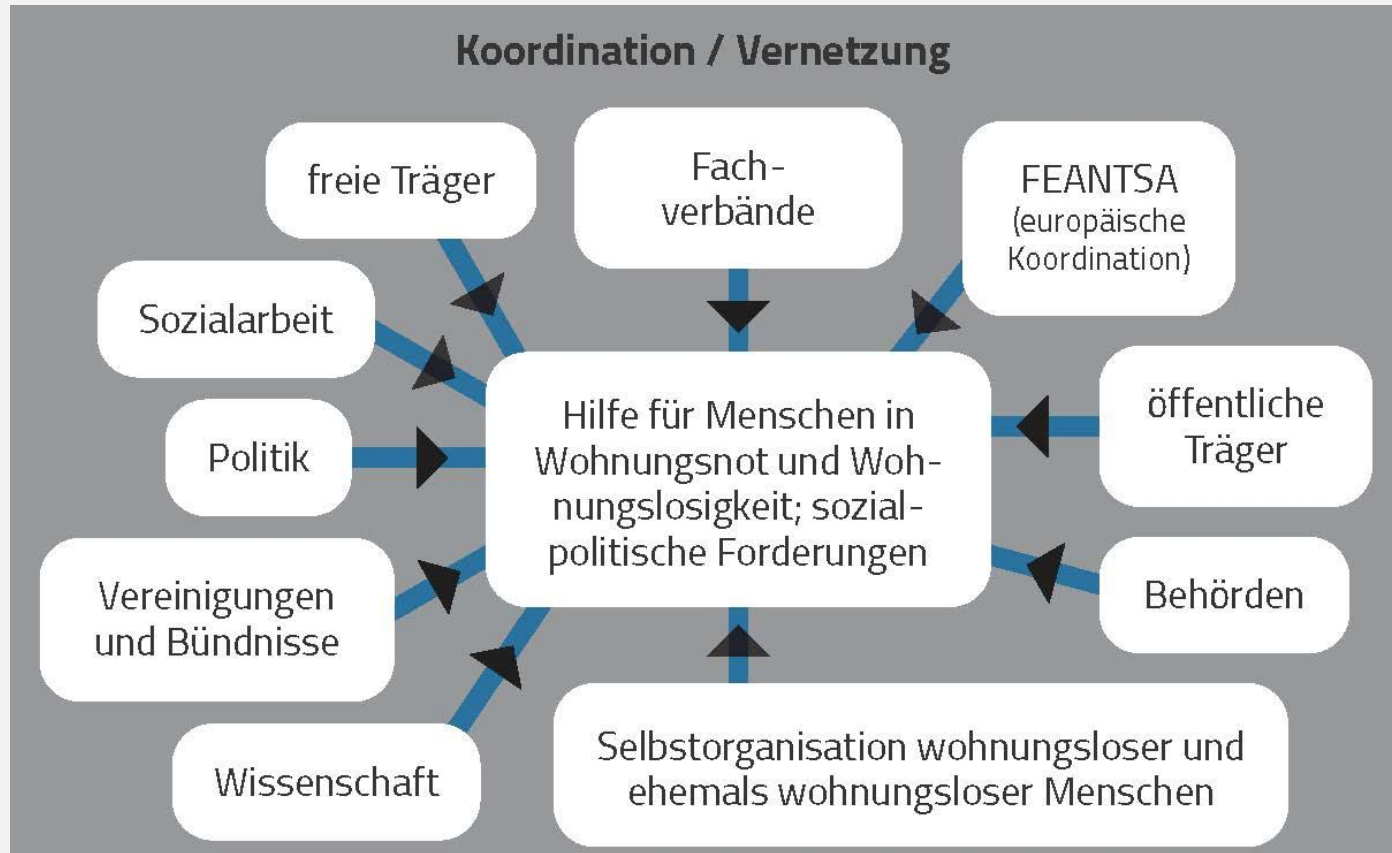 Koordination / Vernetzung
freie Träger
Fach-
verbände
FEANTSA
(europäische
Koordination)
Sozialarbeit
Politik
Vereinigungen
und Bündnisse
Wissenschaft
Hilfe für Menschen in
Wohnungsnot und Woh-
nungslosigkeit; sozial-
politische Forderungen
öffentliche
Träger
Behörden
Selbstorganisation wohnungsloser und
ehemals wohnungsloser Menschen